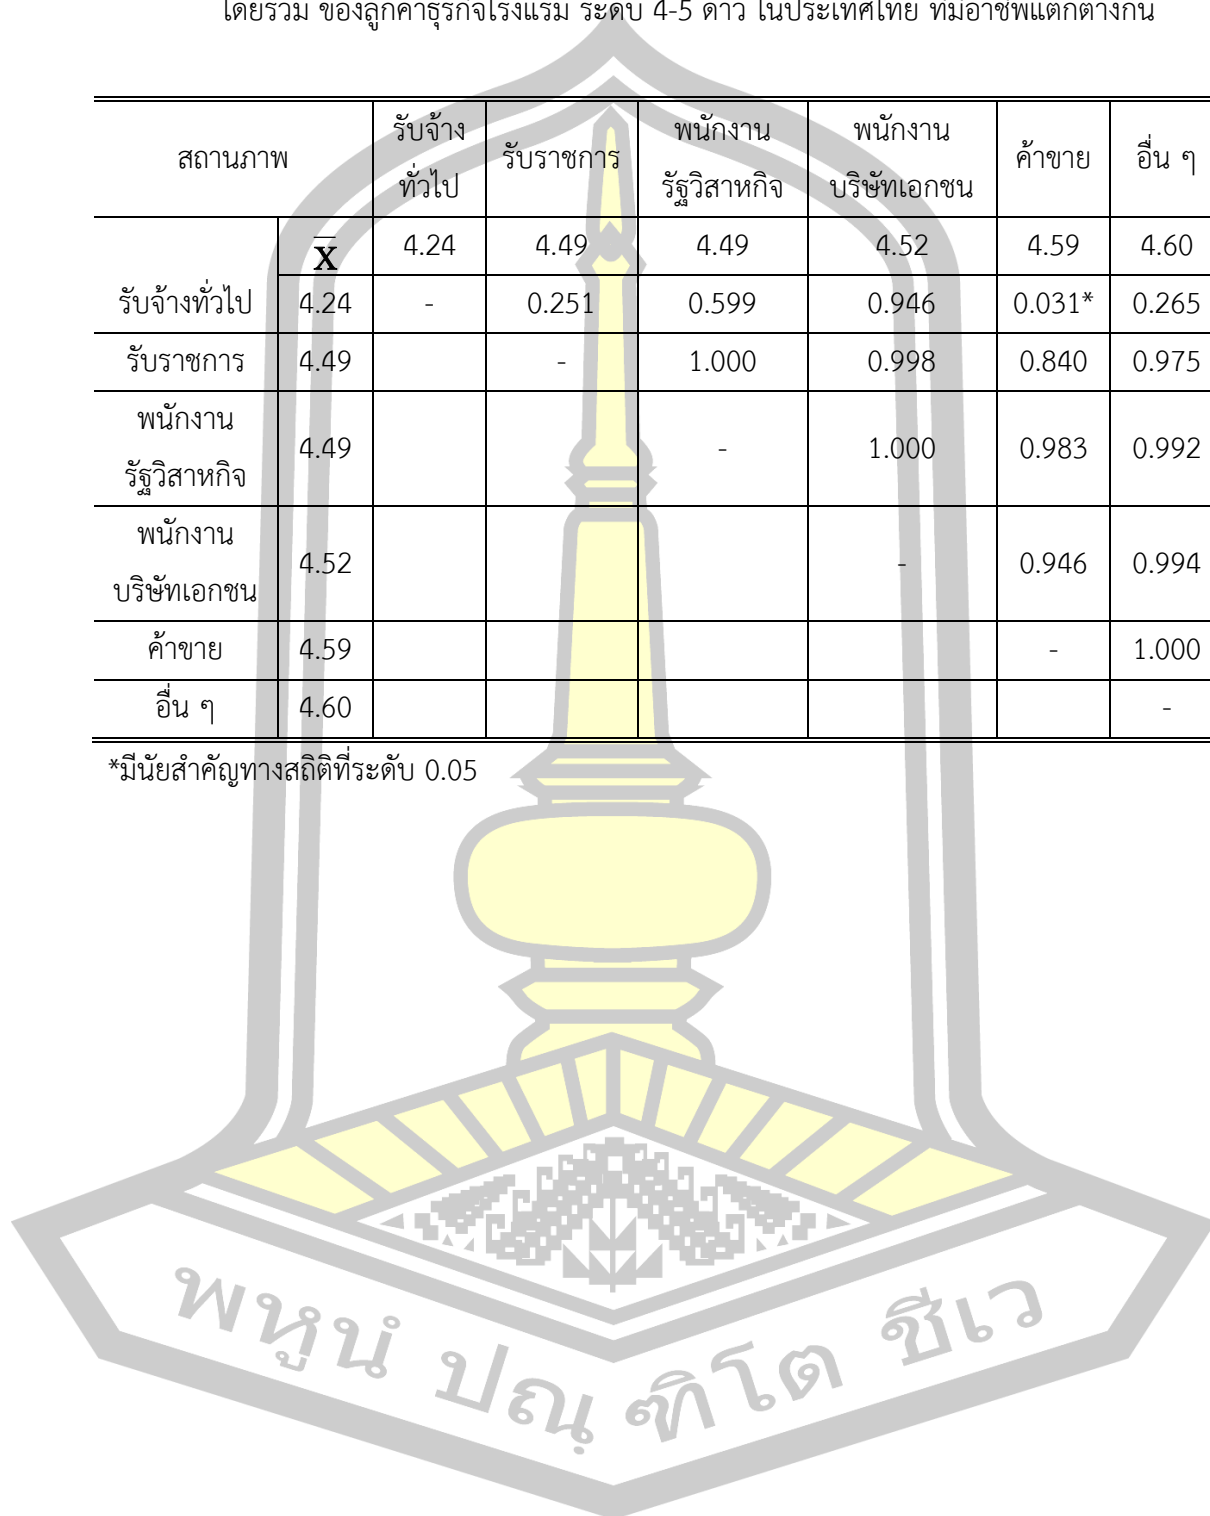 โดยรวม ของลูกค้าธุรกิจโรงแรม ระดับ 4-5 ดาว ในประเทศไทย ที่มีอาชีพแตกต่างกัน
สถานภาพ รับจ้างทั่วไป รับราชการ พนักงานรัฐวิสาหกิจ พนักงานบริษัทเอกชน ค้าขาย อื่น ๆ
X̅ 4.24 4.49 4.49 4.52 4.59 4.60
รับจ้างทั่วไป 4.24 - 0.251 0.599 0.946 0.031* 0.265
รับราชการ 4.49 - 1.000 0.998 0.840 0.975
พนักงานรัฐวิสาหกิจ 4.49 - 1.000 0.983 0.992
พนักงานบริษัทเอกชน 4.52 - 0.946 0.994
ค้าขาย 4.59 - 1.000
อื่น ๆ 4.60 -
*มีนัยสำคัญทางสถิติที่ระดับ 0.05
พหูนํ ปณฺฑิโต ชีเว